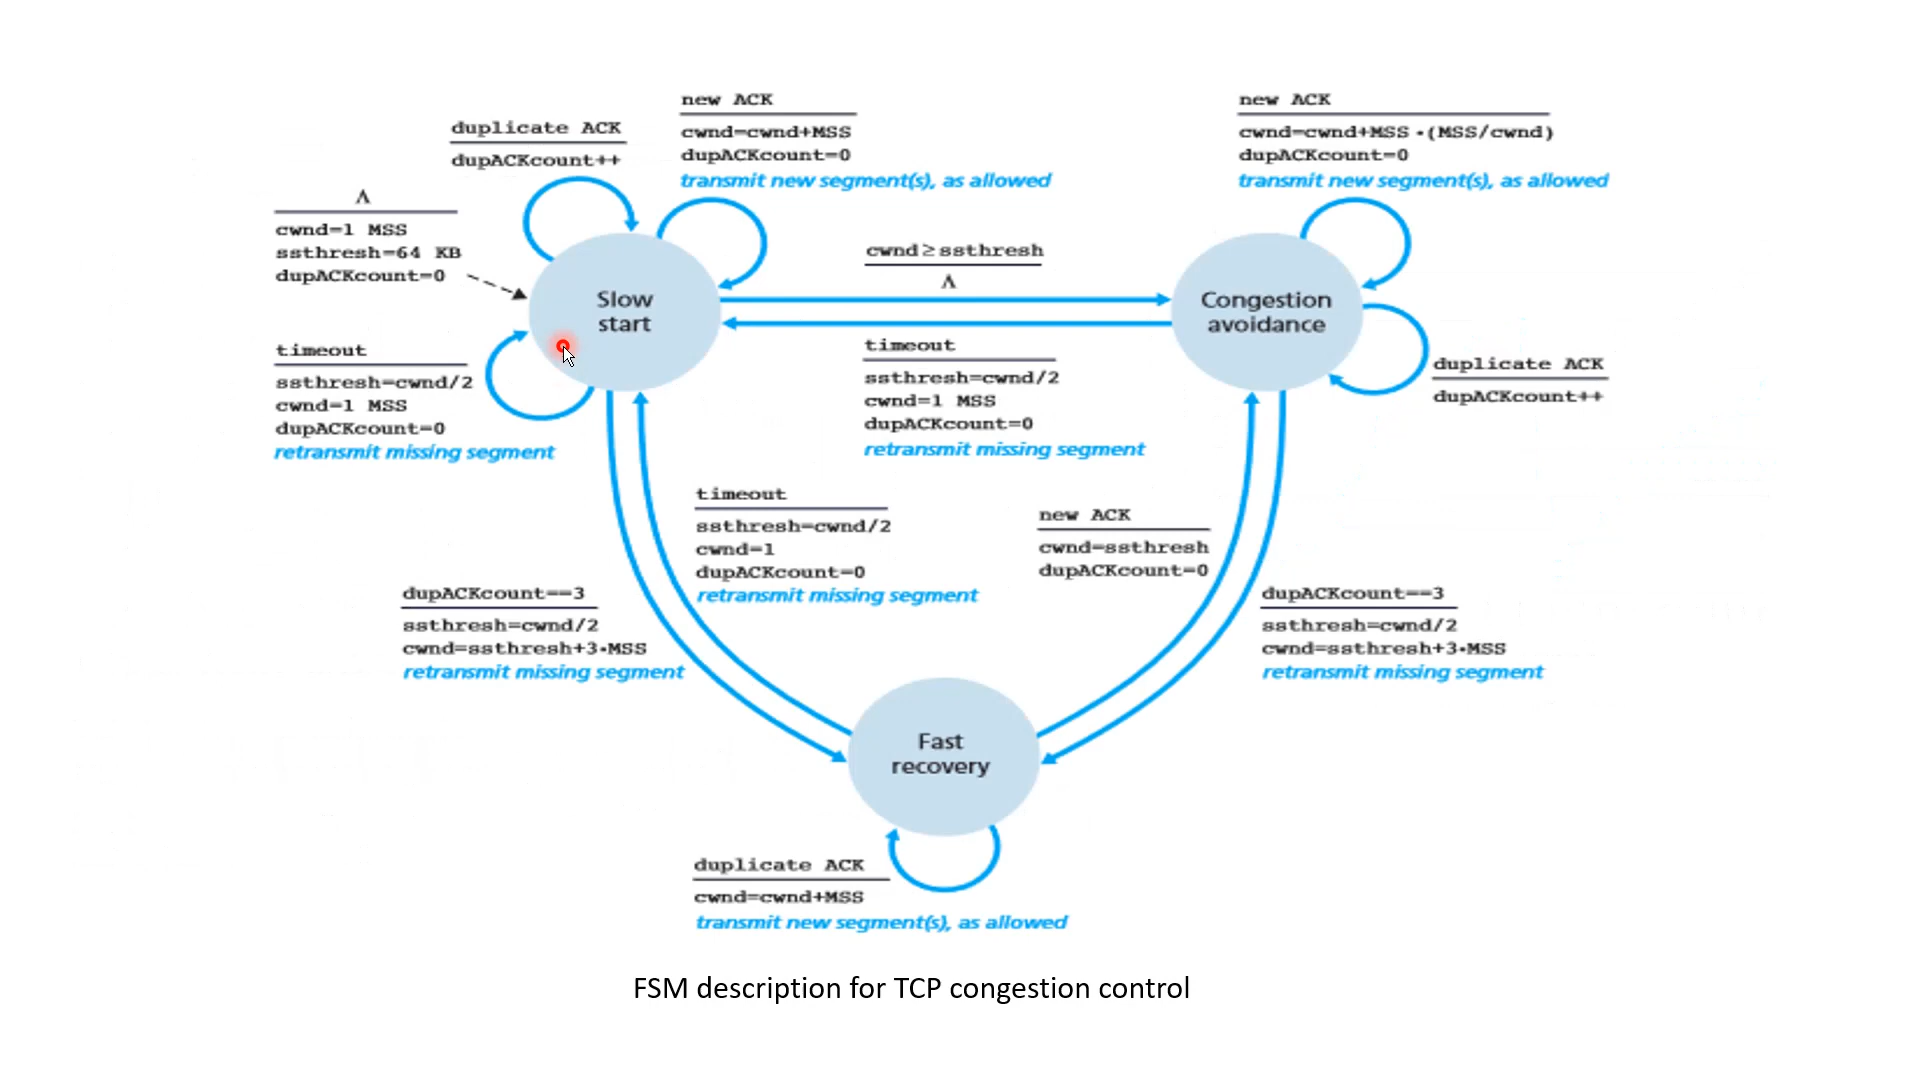 new ACK
cwnd=cwnd+MSS
dupACKcount=0
transmit new segment(s), as allowed
new ACK
cwnd=cwnd+MSS •(MSS/cwnd)
dupACKcount=0
transmit new segment(s), as allowed
duplicate ACK
dupACKcount++
Λ
cwnd=1 MSS
ssthresh=64 KB
dupACKcount=0
Slow
start
cwnd≥ssthresh
Λ
Congestion
avoidance
timeout
ssthresh=cwnd/2
cwnd=1 MSS
dupACKcount=0
retransmit missing segment
timeout
ssthresh=cwnd/2
cwnd=1 MSS
dupACKcount=0
retransmit missing segment
duplicate ACK
dupACKcount++
timeout
ssthresh=cwnd/2
cwnd=1
dupACKcount=0
retransmit missing segment
new ACK
cwnd=ssthresh
dupACKcount=0
dupACKcount==3
ssthresh=cwnd/2
cwnd=ssthresh+3•MSS
retransmit missing segment
dupACKcount==3
ssthresh=cwnd/2
cwnd=ssthresh+3•MSS
retransmit missing segment
Fast
recovery
duplicate ACK
cwnd=cwnd+MSS
transmit new segment(s), as allowed
FSM description for TCP congestion control